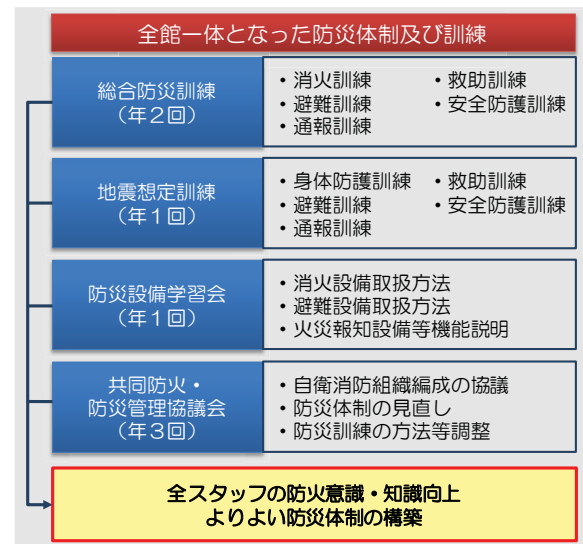 全館一体となった防災体制及び訓練
総合防災訓練
（年２回）
・消火訓練 ・救助訓練
・避難訓練 ・安全防護訓練
・通報訓練
地震想定訓練
（年１回）
・身体防護訓練 ・救助訓練
・避難訓練 ・安全防護訓練
・通報訓練
防災設備学習会
（年１回）
・消火設備取扱方法
・避難設備取扱方法
・火災報知設備等機能説明
共同防火・
防災管理協議会
（年３回）
・自衛消防組織編成の協議
・防災体制の見直し
・防災訓練の方法等調整
全スタッフの防火意識・知識向上
よりよい防災体制の構築